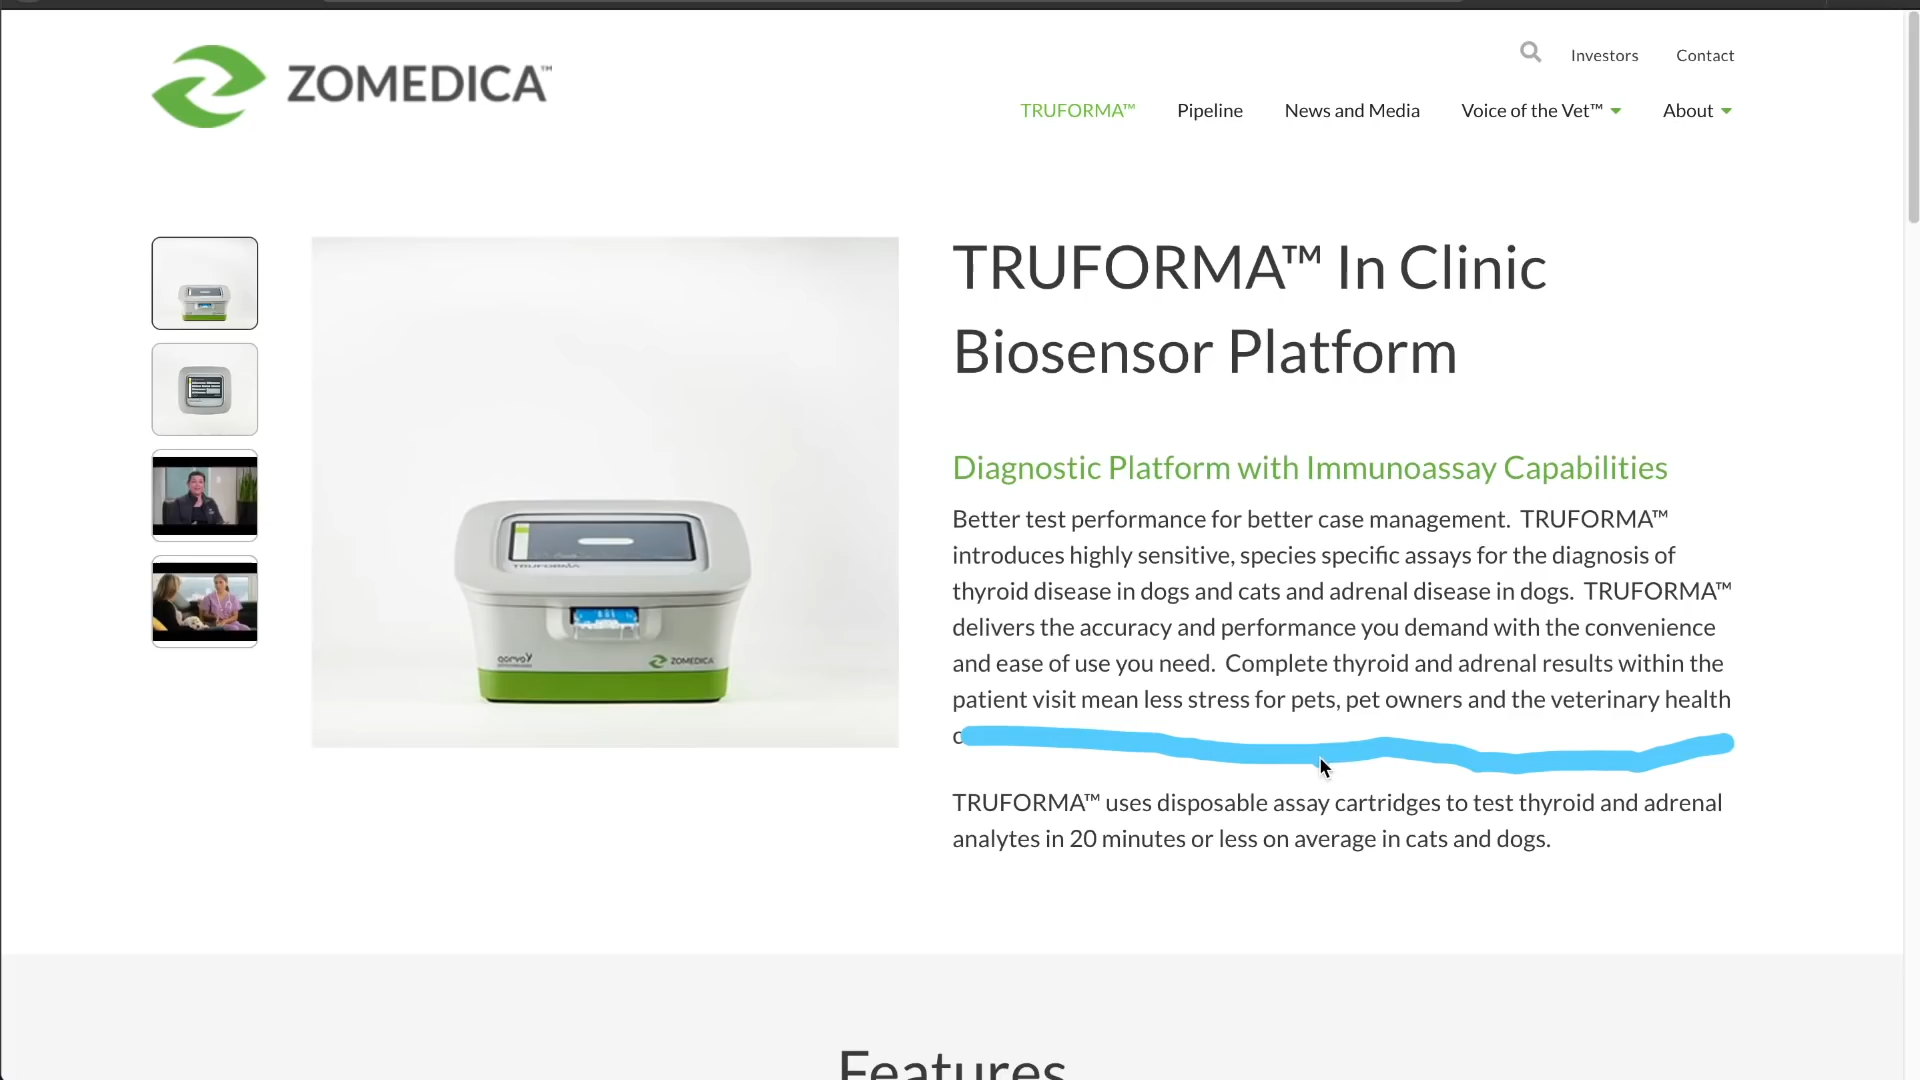 ZOMEDICA™
Investors
Contact
TRUFORMA™
Pipeline
News and Media
Voice of the Vet™
About
TRUFORMA™ In Clinic
Biosensor Platform
Diagnostic Platform with Immunoassay Capabilities
Better test performance for better case management. TRUFORMA™
introduces highly sensitive, species specific assays for the diagnosis of
thyroid disease in dogs and cats and adrenal disease in dogs. TRUFORMA™
delivers the accuracy and performance you demand with the convenience
and ease of use you need. Complete thyroid and adrenal results within the
patient visit mean less stress for pets, pet owners and the veterinary health
TRUFORMA™ uses disposable assay cartridges to test thyroid and adrenal
analytes in 20 minutes or less on average in cats and dogs.
TRUFORMA
QORVO
ZOMEDICA
Features